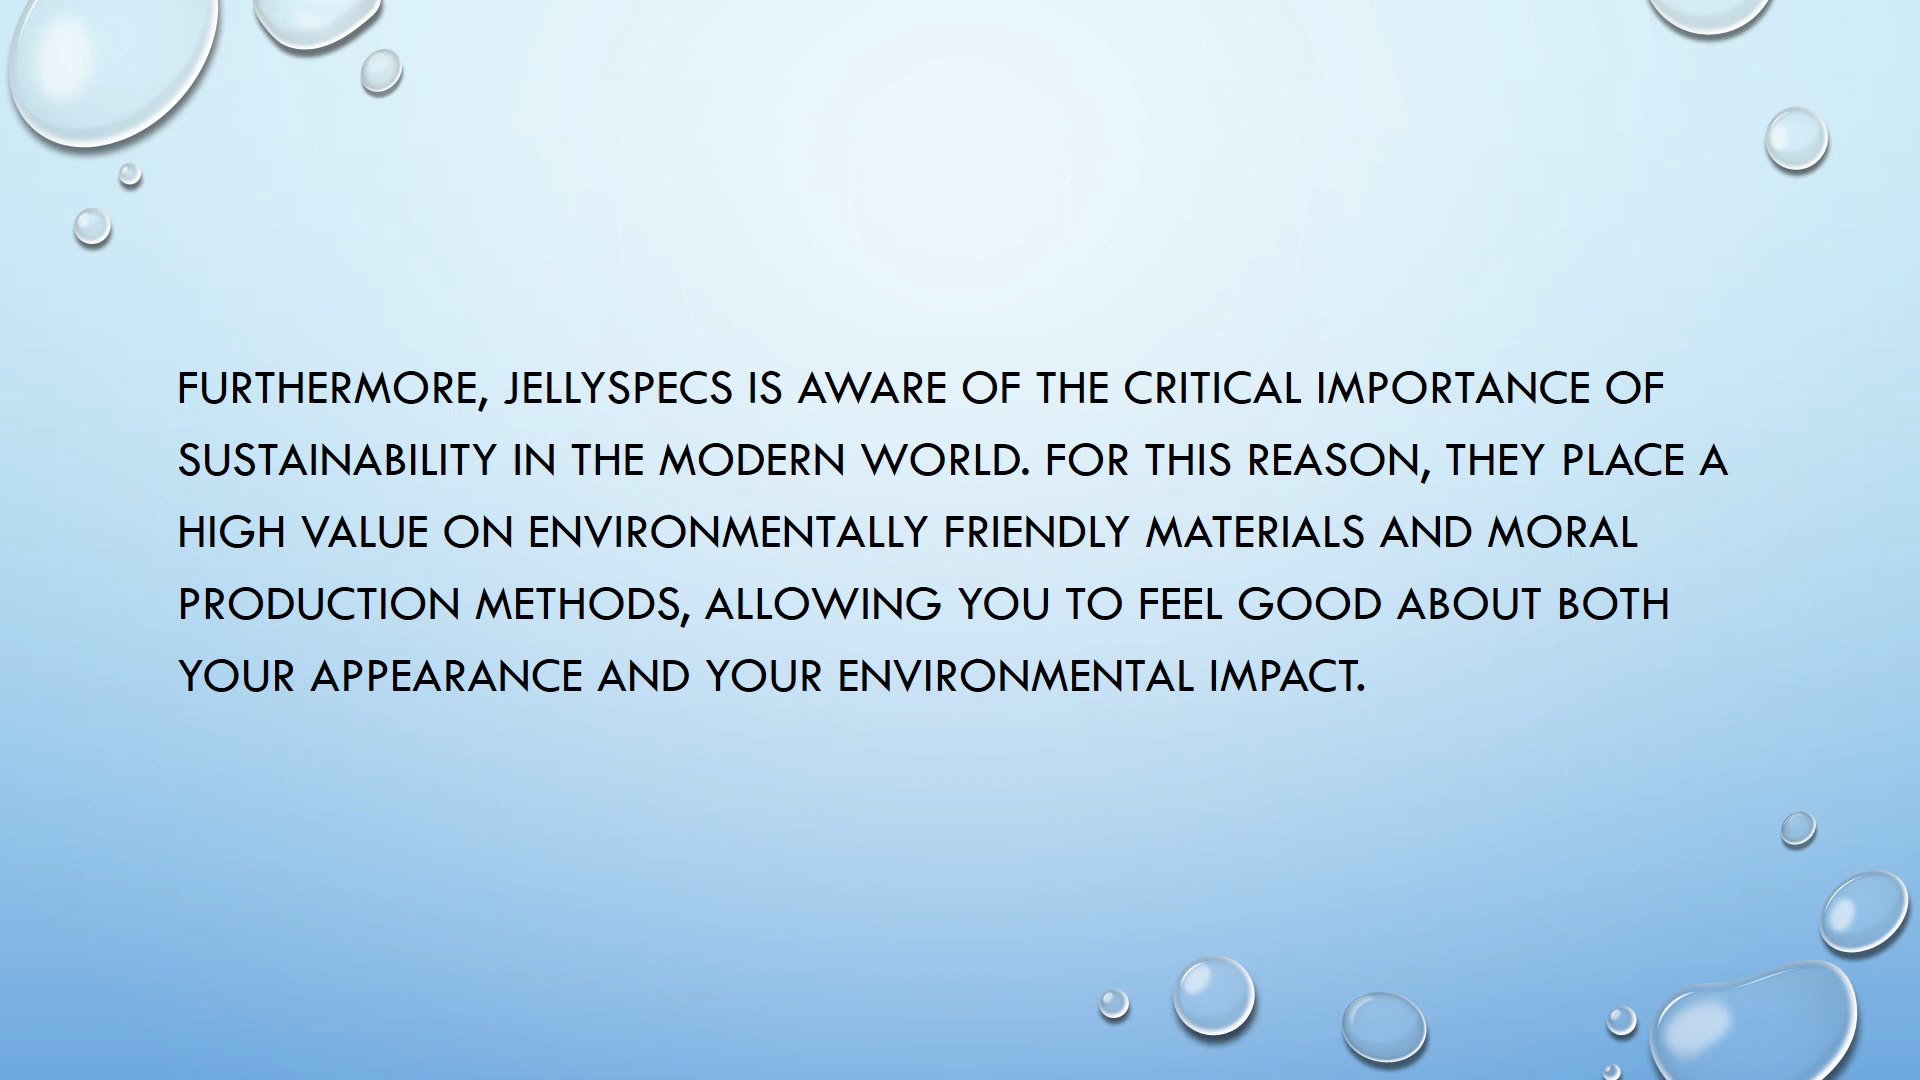 FURTHERMORE, JELLYSPECS IS AWARE OF THE CRITICAL IMPORTANCE OF
SUSTAINABILITY IN THE MODERN WORLD. FOR THIS REASON, THEY PLACE A
HIGH VALUE ON ENVIRONMENTALLY FRIENDLY MATERIALS AND MORAL
PRODUCTION METHODS, ALLOWING YOU TO FEEL GOOD ABOUT BOTH
YOUR APPEARANCE AND YOUR ENVIRONMENTAL IMPACT.